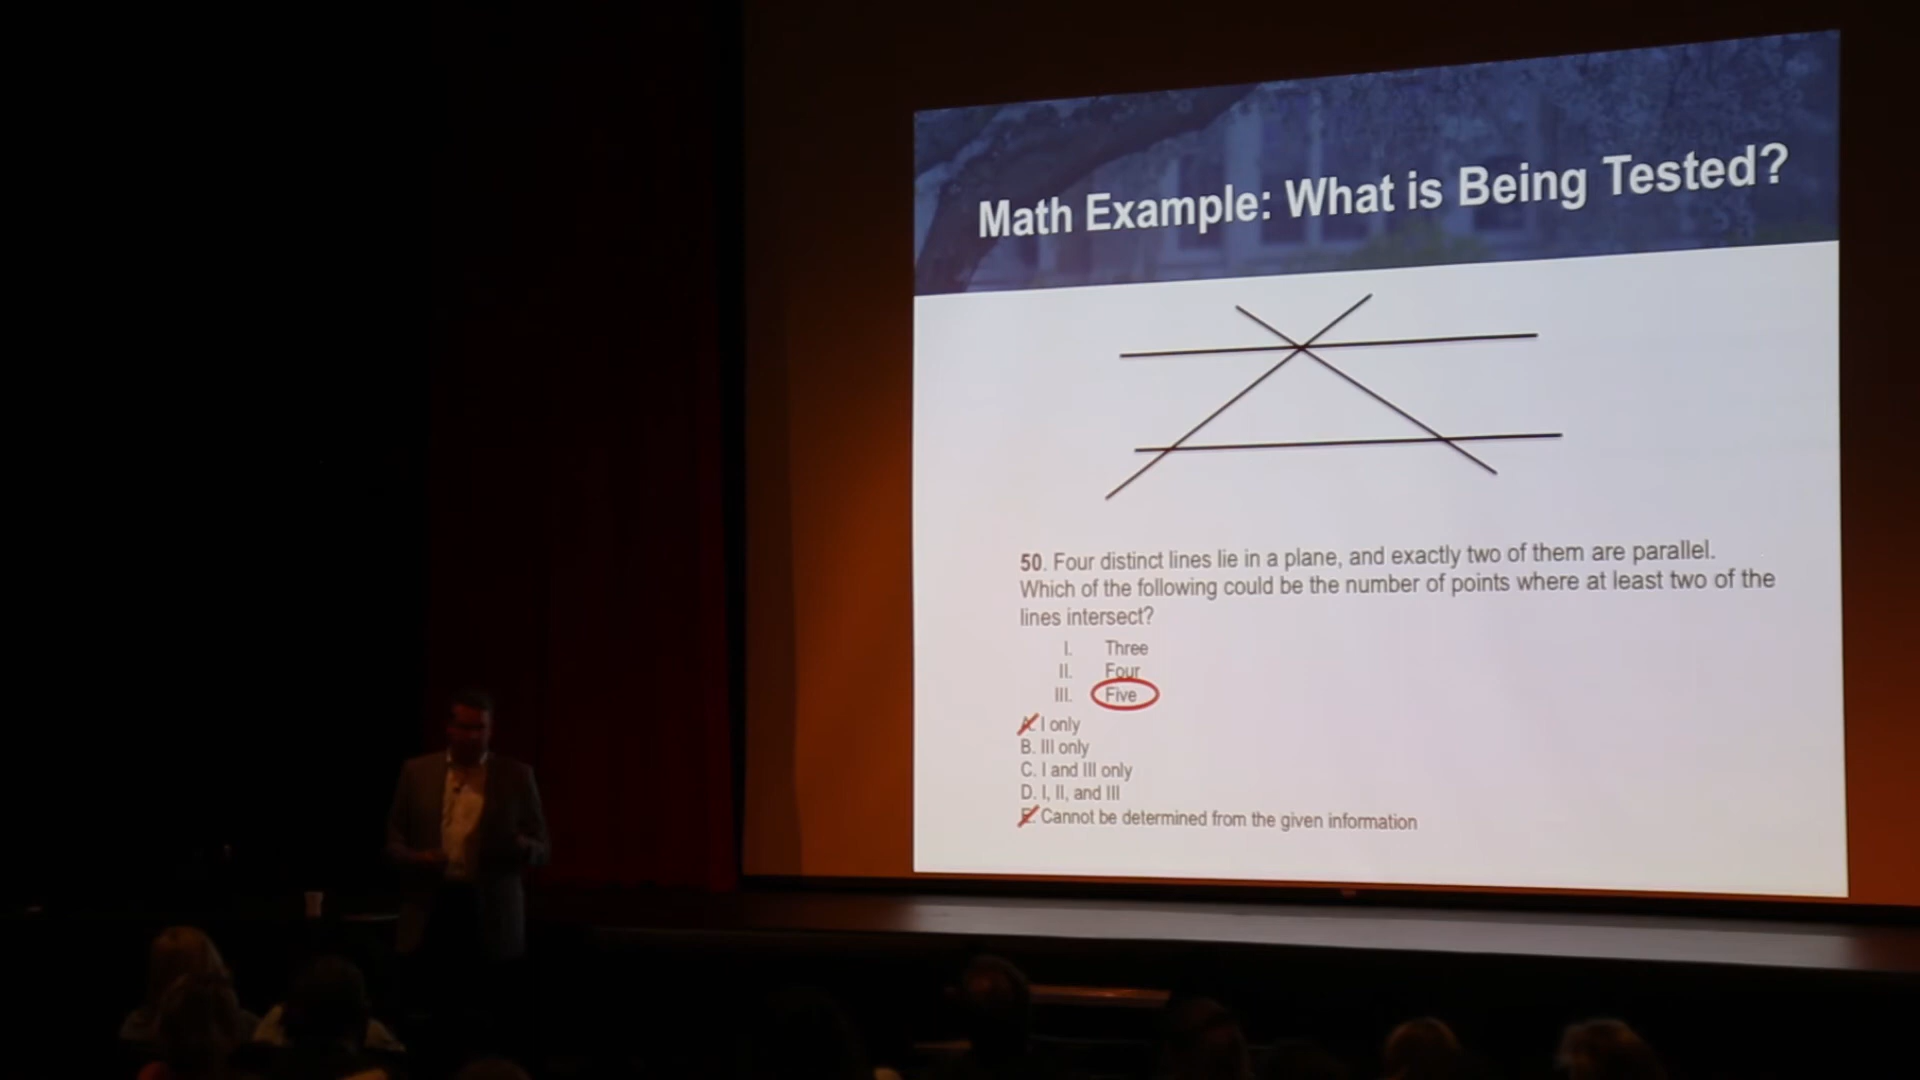 Math Example: What is Being Tested?
50. Four distinct lines lie in a plane, and exactly two of them are parallel.
Which of the following could be the number of points where at least two of the
lines intersect?
I. Three
II. Four
III. Five
A. I only
B. III only
C. I and III only
D. I, II, and III
E. Cannot be determined from the given information